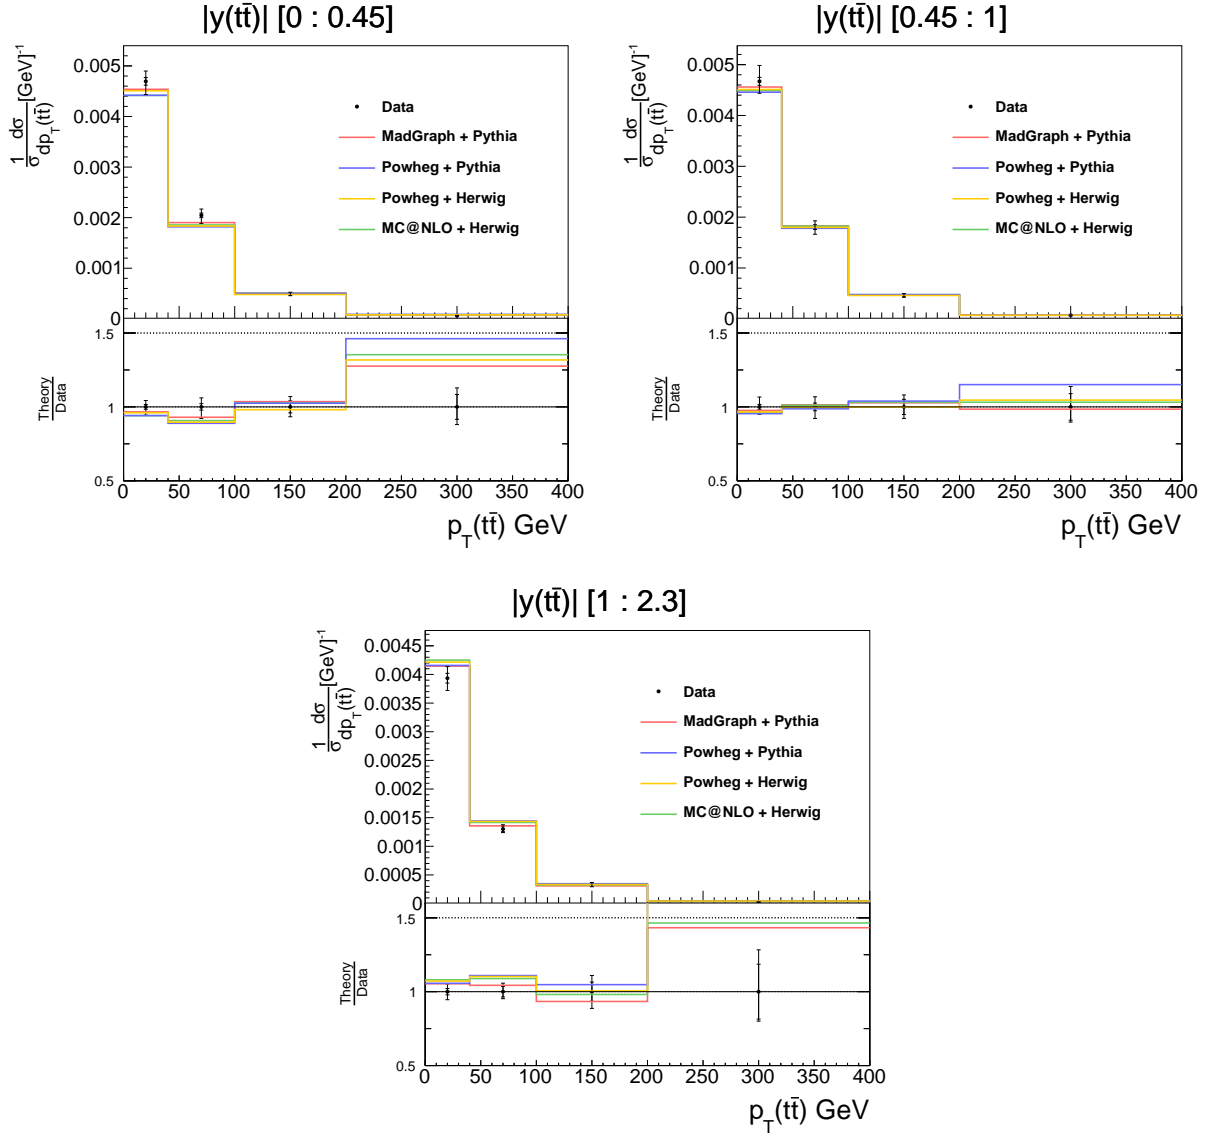 |y(tt̄)| [0 : 0.45]
1/σ dσ/dp_T(tt̄) [GeV]^-1
0.005
0.004
0.003
0.002
0.001
0
Data
MadGraph + Pythia
Powheg + Pythia
Powheg + Herwig
MC@NLO + Herwig
Theory
Data
1.5
1
0.5
0 50 100 150 200 250 300 350 400
p_T(tt̄) GeV
|y(tt̄)| [0.45 : 1]
1/σ dσ/dp_T(tt̄) [GeV]^-1
0.005
0.004
0.003
0.002
0.001
0
Data
MadGraph + Pythia
Powheg + Pythia
Powheg + Herwig
MC@NLO + Herwig
Theory
Data
1.5
1
0.5
0 50 100 150 200 250 300 350 400
p_T(tt̄) GeV
|y(tt̄)| [1 : 2.3]
1/σ dσ/dp_T(tt̄) [GeV]^-1
0.0045
0.004
0.0035
0.003
0.0025
0.002
0.0015
0.001
0.0005
0
Data
MadGraph + Pythia
Powheg + Pythia
Powheg + Herwig
MC@NLO + Herwig
Theory
Data
1.5
1
0.5
0 50 100 150 200 250 300 350 400
p_T(tt̄) GeV